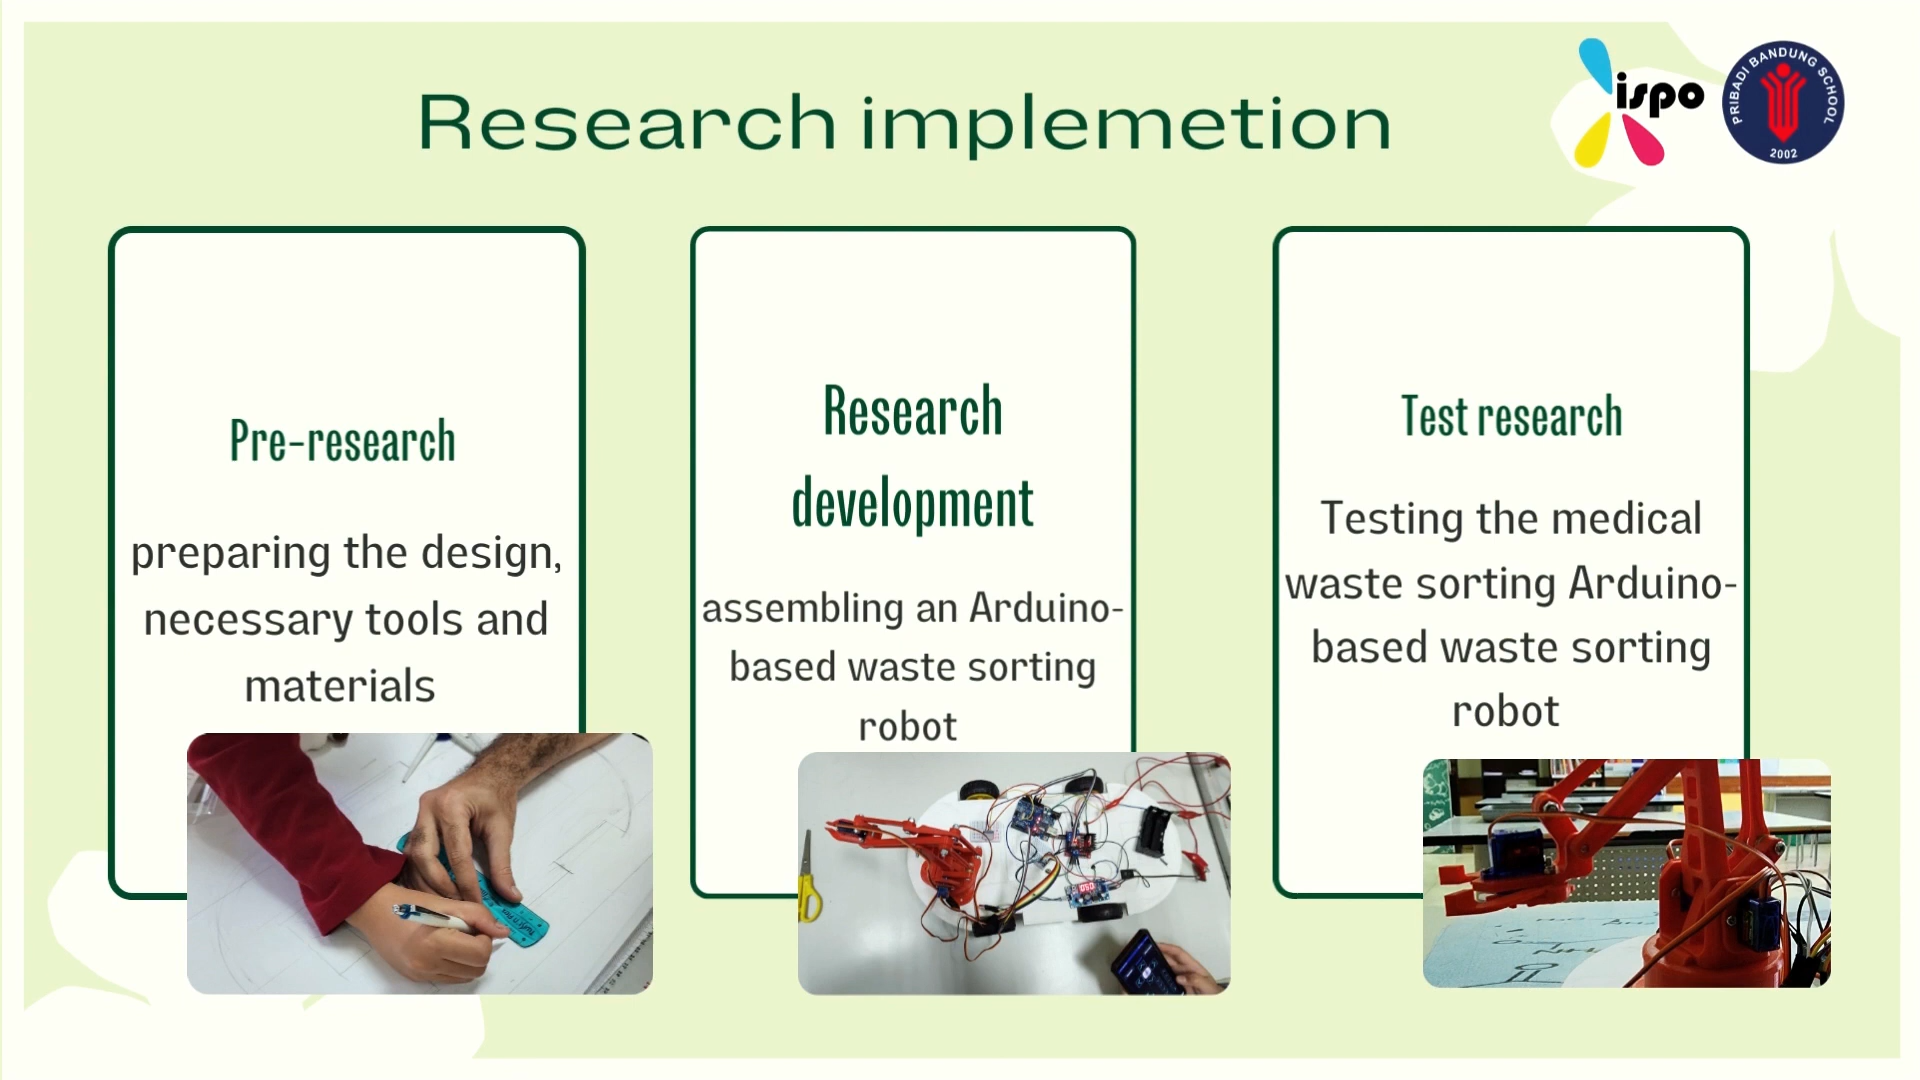 Research implemetion
ispo
PRIBADI BANDUNG SCHOOL
2002
Pre-research
preparing the design,
necessary tools and
materials
Research
development
assembling an Arduino-
based waste sorting
robot
Test research
Testing the medical
waste sorting Arduino-
based waste sorting
robot